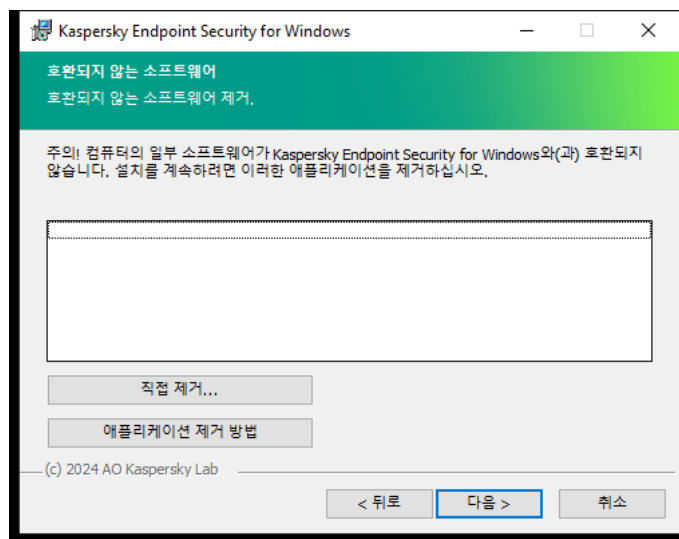 Kaspersky Endpoint Security for Windows
호환되지 않는 소프트웨어
호환되지 않는 소프트웨어 제거.
주의! 컴퓨터의 일부 소프트웨어가 Kaspersky Endpoint Security for Windows와(과) 호환되지
않습니다. 설치를 계속하려면 이러한 애플리케이션을 제거하십시오.
직접 제거...
애플리케이션 제거 방법
(c) 2024 AO Kaspersky Lab
< 뒤로 다음 > 취소